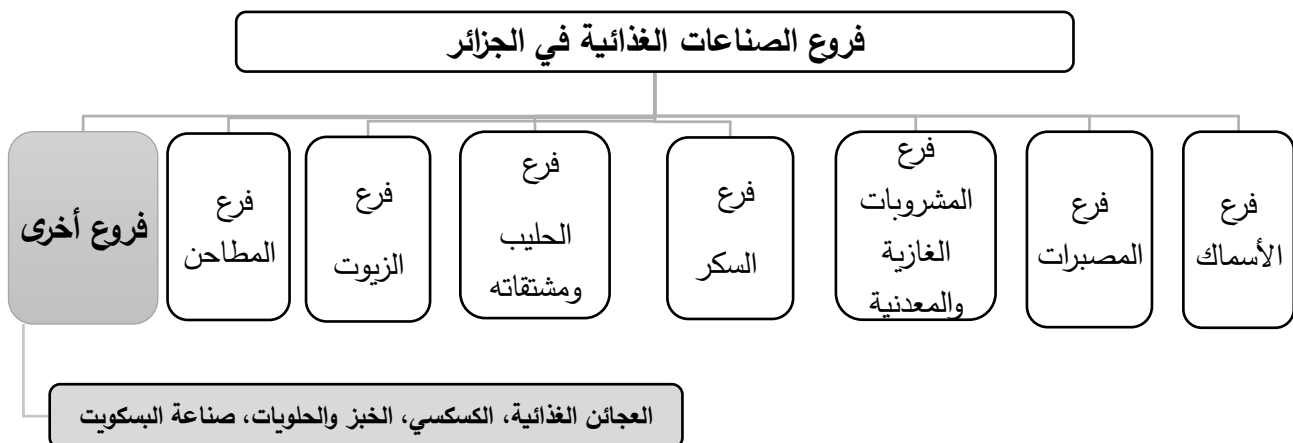 فروع الصناعات الغذائية في الجزائر
فرع
الأسماك
فرع
المصبرات
فرع
المشروبات
الغازية
والمعدنية
فرع
السكر
فرع
الحليب
ومشتقاته
فرع
الزيوت
فرع
المطاحن
فروع أخرى
العجائن الغذائية، الكسكسي، الخبز والحلويات، صناعة البسكويت